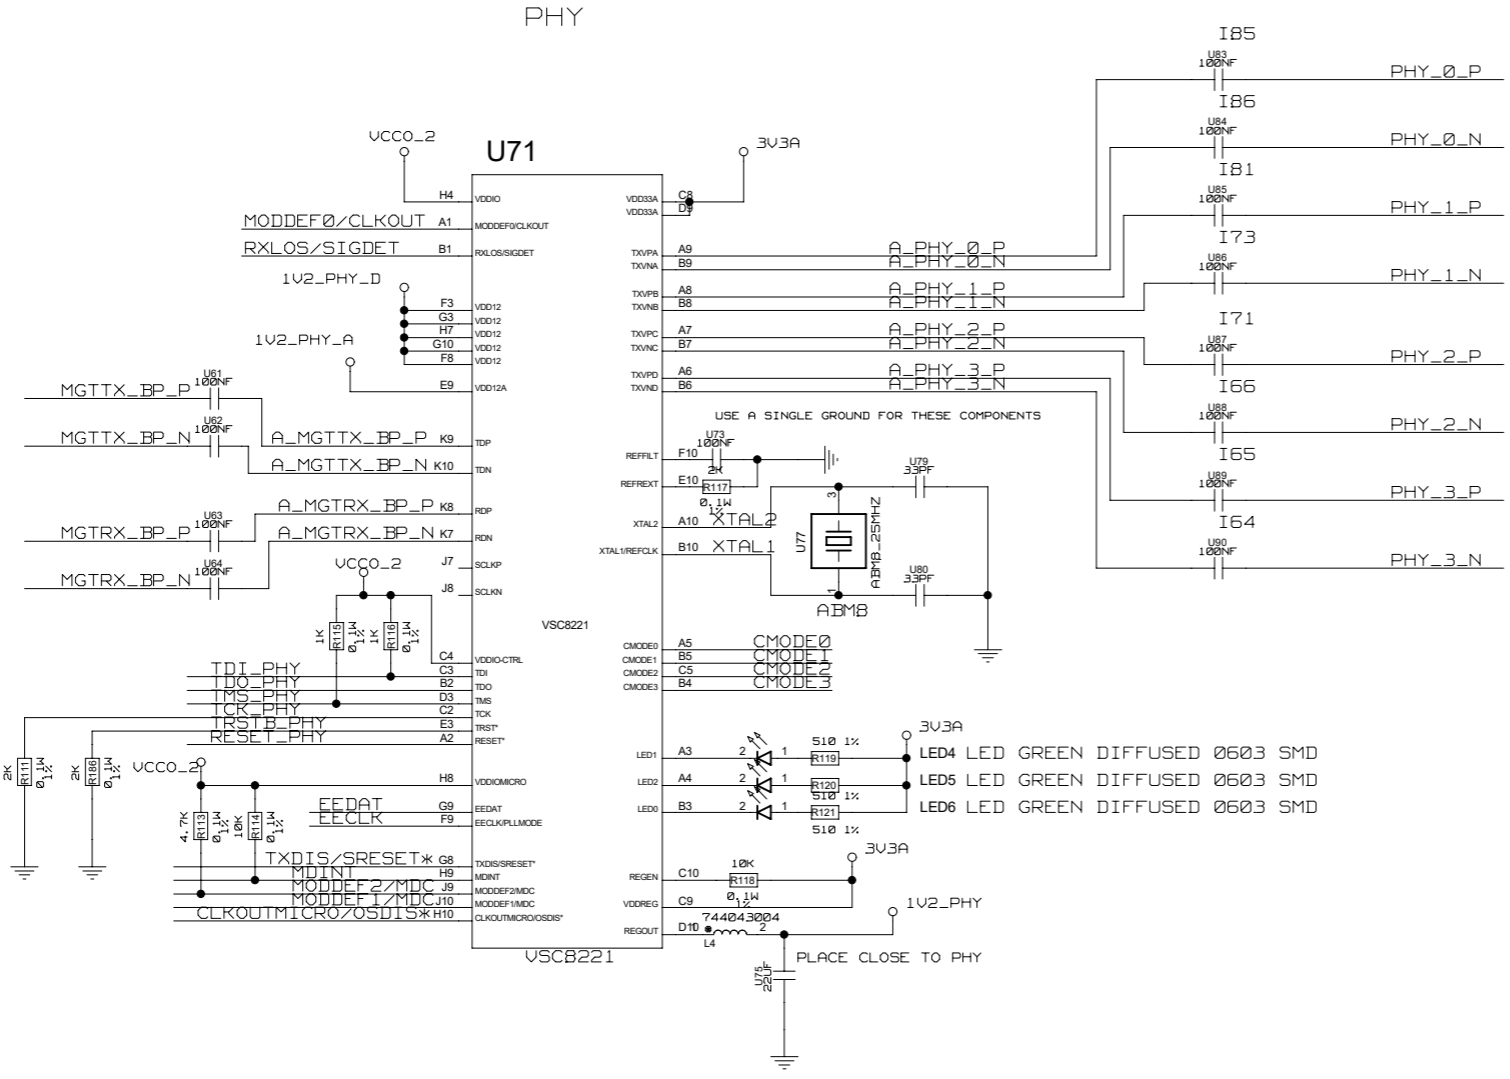 PHY
I85
U83
100NF
PHY_0_P
I86
U84
100NF
PHY_0_N
I81
U85
100NF
PHY_1_P
I73
U86
100NF
PHY_1_N
I71
U87
100NF
PHY_2_P
I66
U88
100NF
PHY_2_N
I65
U89
100NF
PHY_3_P
I64
U90
100NF
PHY_3_N
VCCO_2
U71
3V3A
H4 VDDIO
MODDEF0/CLKOUT A1 MODDEF0/CLKOUT
RXLOS/SIGDET B1 RXLOS/SIGDET
1V2_PHY_D
F3 VDD12
G3 VDD12
H7 VDD12
G10 VDD12
F8 VDD12
1V2_PHY_A
E9 VDD12A
MGTTX_BP_P
U61
100NF
A_MGTTX_BP_P K9 TDP
MGTTX_BP_N
U62
100NF
A_MGTTX_BP_N K10 TDN
MGTRX_BP_P
U63
100NF
A_MGTRX_BP_P K8 RDP
MGTRX_BP_N
U64
100NF
A_MGTRX_BP_N K7 RDN
J7 SCLKP
J8 SCLKN
VCCO_2
1K
R115
0.1W
1%
1K
R116
0.1W
1%
VSC8221
C4 VDDIO-CTRL
TDI_PHY C3 TDI
TDO_PHY B2 TDO
TMS_PHY D3 TMS
TCK_PHY C2 TCK
TRSTB_PHY E3 TRST*
RESET_PHY A2 RESET*
2K
R111
0.1W
1%
2K
R186
0.1W
1%
VCCO_2
H8 VDDIOMICRO
4.7K
R113
0.1W
1%
10K
R114
0.1W
1%
EEDAT G9 EEDAT
EECLK F9 EECLK/PLLMODE
TXDIS/SRESET* G8 TXDIS/SRESET*
MDINT H9 MDINT
MODDEF2/MDC J9 MODDEF2/MDC
MODDEF1/MDC J10 MODDEF1/MDC
CLKOUTMICRO/OSDIS* H10 CLKOUTMICRO/OSDIS*
VSC8221
VDD33A C8
VDD33A D9
TXVPA A9 A_PHY_0_P
TXVNA B9 A_PHY_0_N
TXVPB A8 A_PHY_1_P
TXVNB B8 A_PHY_1_N
TXVPC A7 A_PHY_2_P
TXVNC B7 A_PHY_2_N
TXVPD A6 A_PHY_3_P
TXVND B6 A_PHY_3_N
USE A SINGLE GROUND FOR THESE COMPONENTS
U73
100NF
REFFILT F10
2K
REFREXT E10 R117
0.1W
1%
XTAL2 A10 XTAL2
XTAL1/REFCLK B10 XTAL1
3
U77
ABM8_25MHZ
1
ABM8
U79
33PF
U80
33PF
CMODE0 A5 CMODE0
CMODE1 B5 CMODE1
CMODE2 C5 CMODE2
CMODE3 B4 CMODE3
3V3A
LED1 A3 2 1 510 1% R119
LED4 LED GREEN DIFFUSED 0603 SMD
LED2 A4 2 1 R120 510 1%
LED5 LED GREEN DIFFUSED 0603 SMD
LED0 B3 2 1 R121 510 1%
LED6 LED GREEN DIFFUSED 0603 SMD
3V3A
10K
REGEN C10 R118
0.1W
1%
VDDREG C9
744043004
REGOUT D10 2
L4
1V2_PHY
U75
22UF
PLACE CLOSE TO PHY